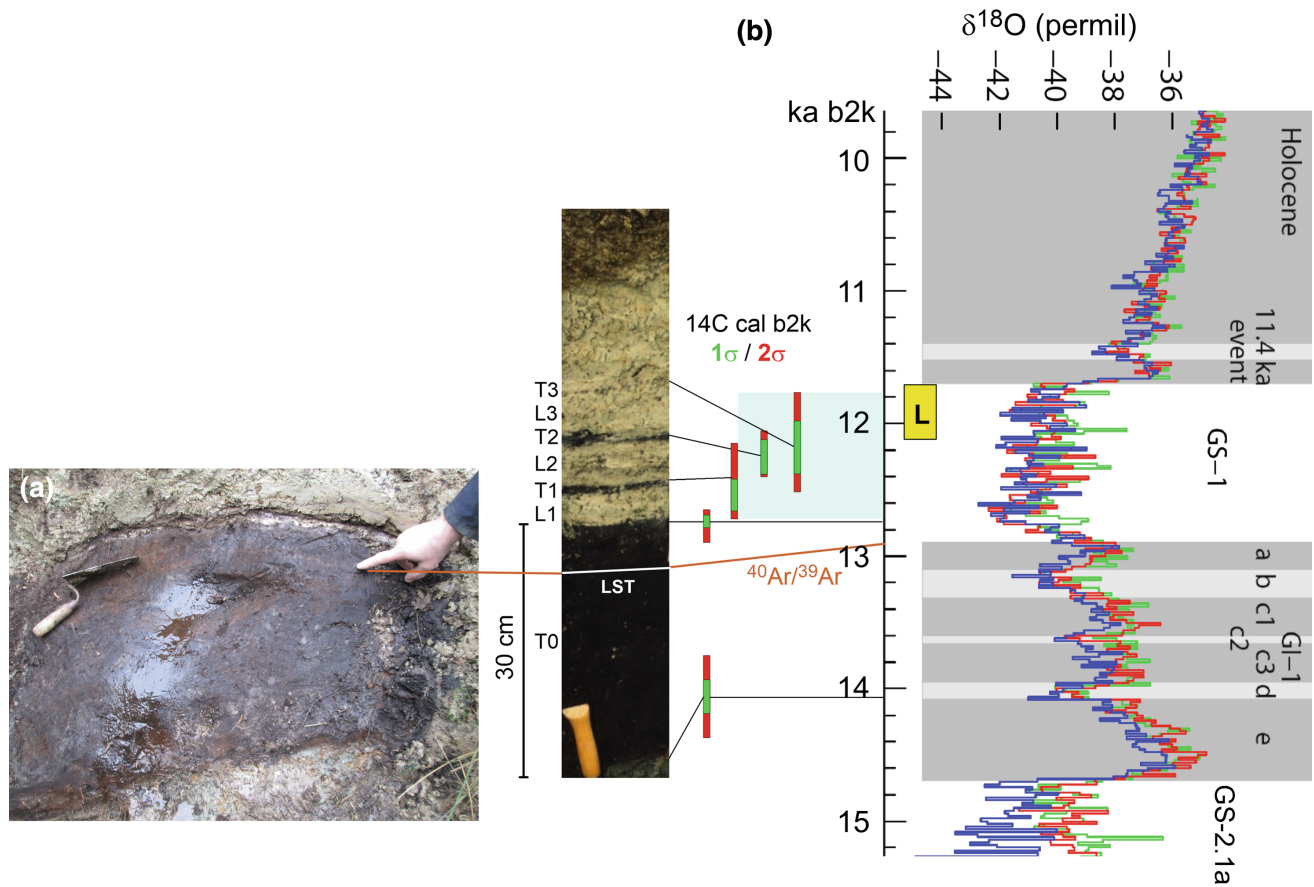 (b)
δ18O (permil)
−44
−42
−40
−38
−36
ka b2k
10
11
12
13
14
15
Holocene
11.4 ka
event
GS−1
a
b
c1
c2
c3
d
e
GI−1
GS-2.1a
L
14C cal b2k
1σ / 2σ
T3
L3
T2
L2
T1
L1
LST
T0
30 cm
40Ar/39Ar
(a)